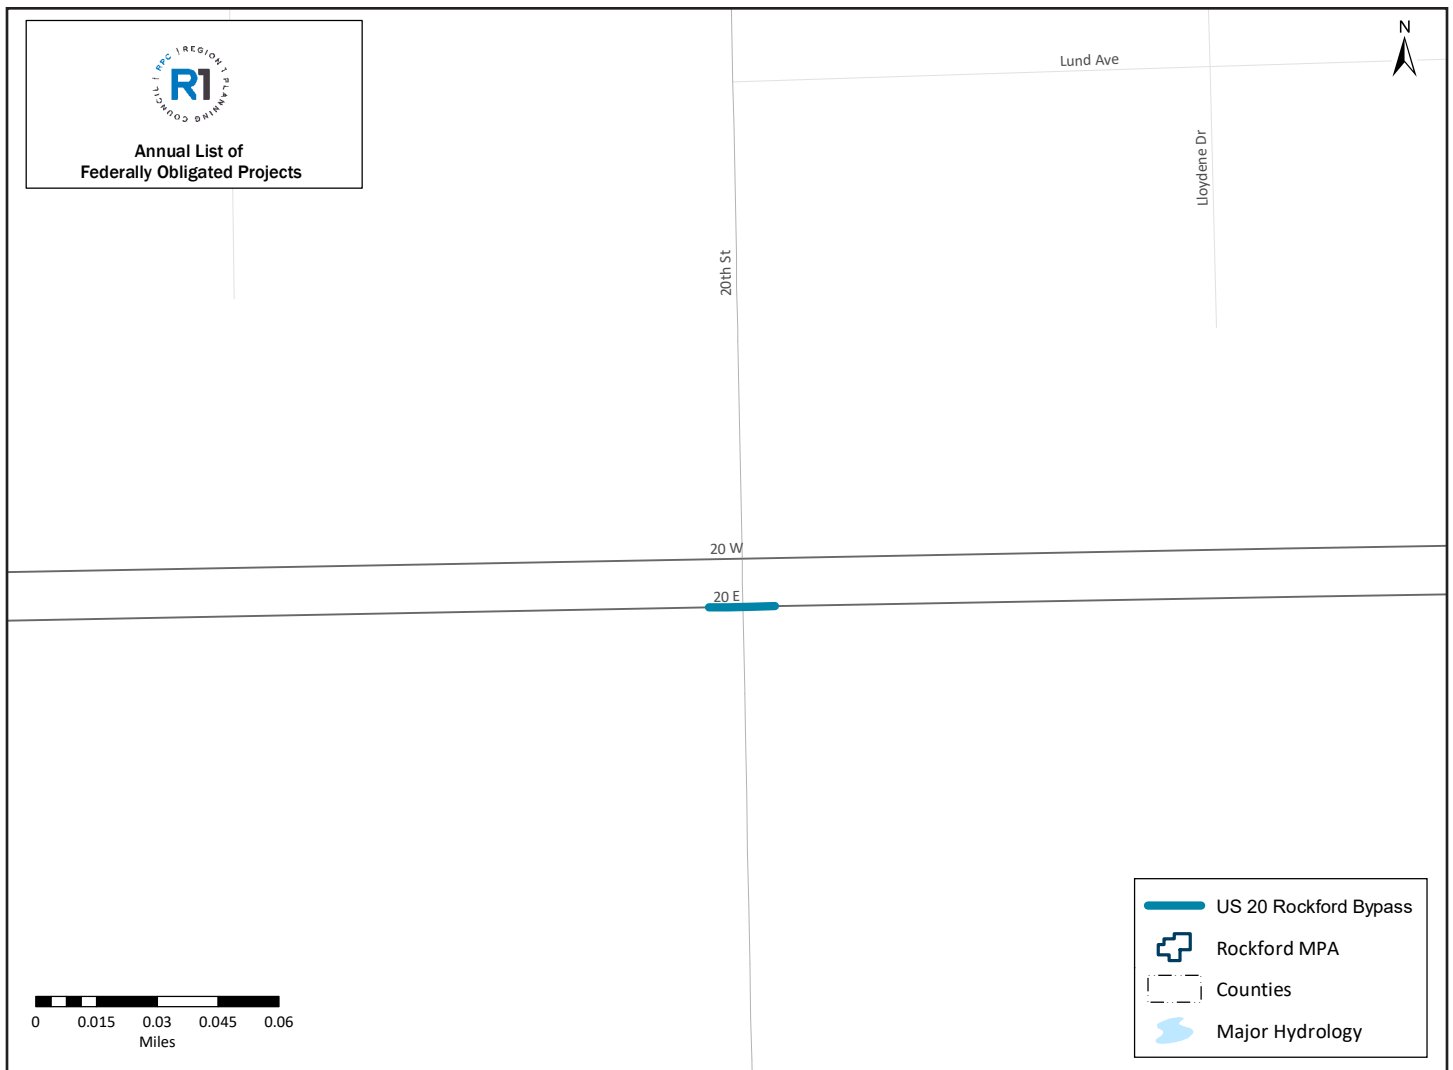 RPC | REGION 1 PLANNING COUNCIL |
R1
Annual List of
Federally Obligated Projects
N
Lund Ave
Lloydene Dr
20th St
20 W
20 E
US 20 Rockford Bypass
Rockford MPA
Counties
Major Hydrology
0 0.015 0.03 0.045 0.06
Miles